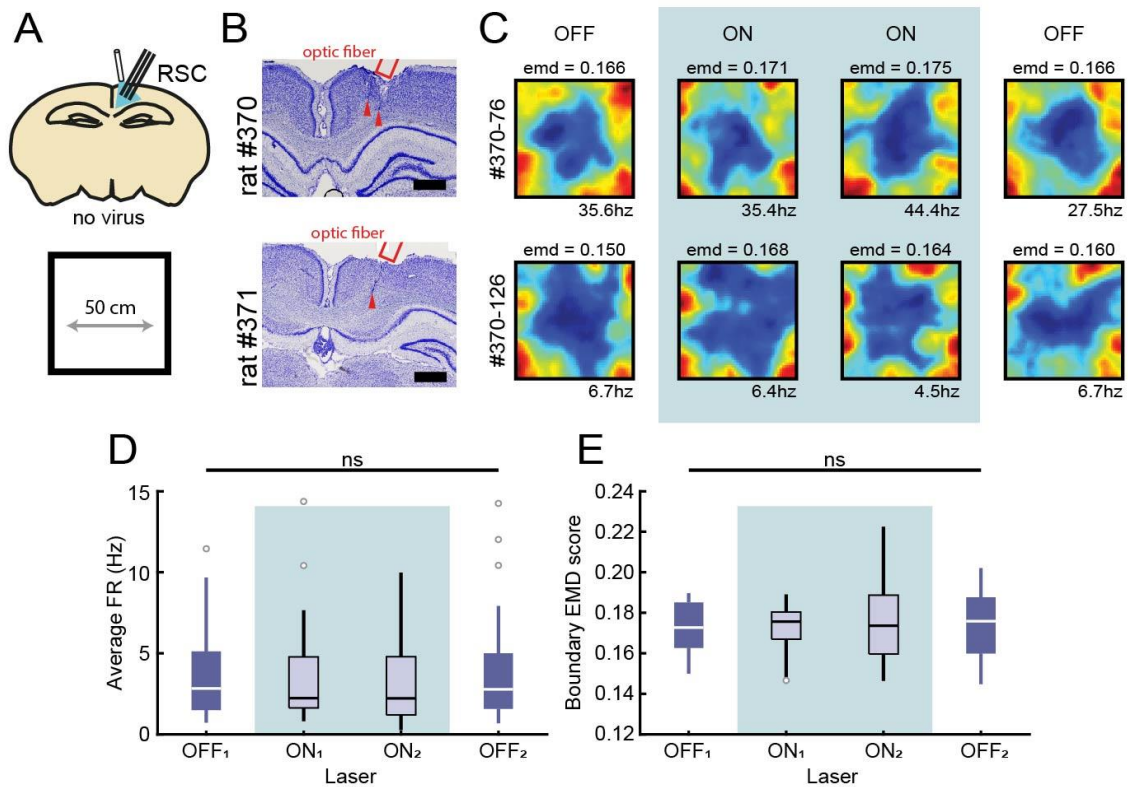 A
RSC
no virus
50 cm
B
optic fiber
rat #370
optic fiber
rat #371
C
OFF
ON
ON
OFF
emd = 0.166
emd = 0.171
emd = 0.175
emd = 0.166
#370-76
35.6hz
35.4hz
44.4hz
27.5hz
emd = 0.150
emd = 0.168
emd = 0.164
emd = 0.160
#370-126
6.7hz
6.4hz
4.5hz
6.7hz
D
ns
Average FR (Hz)
15
10
5
0
OFF₁
ON₁
ON₂
OFF₂
Laser
E
ns
Boundary EMD score
0.24
0.22
0.20
0.18
0.16
0.14
0.12
OFF₁
ON₁
ON₂
OFF₂
Laser